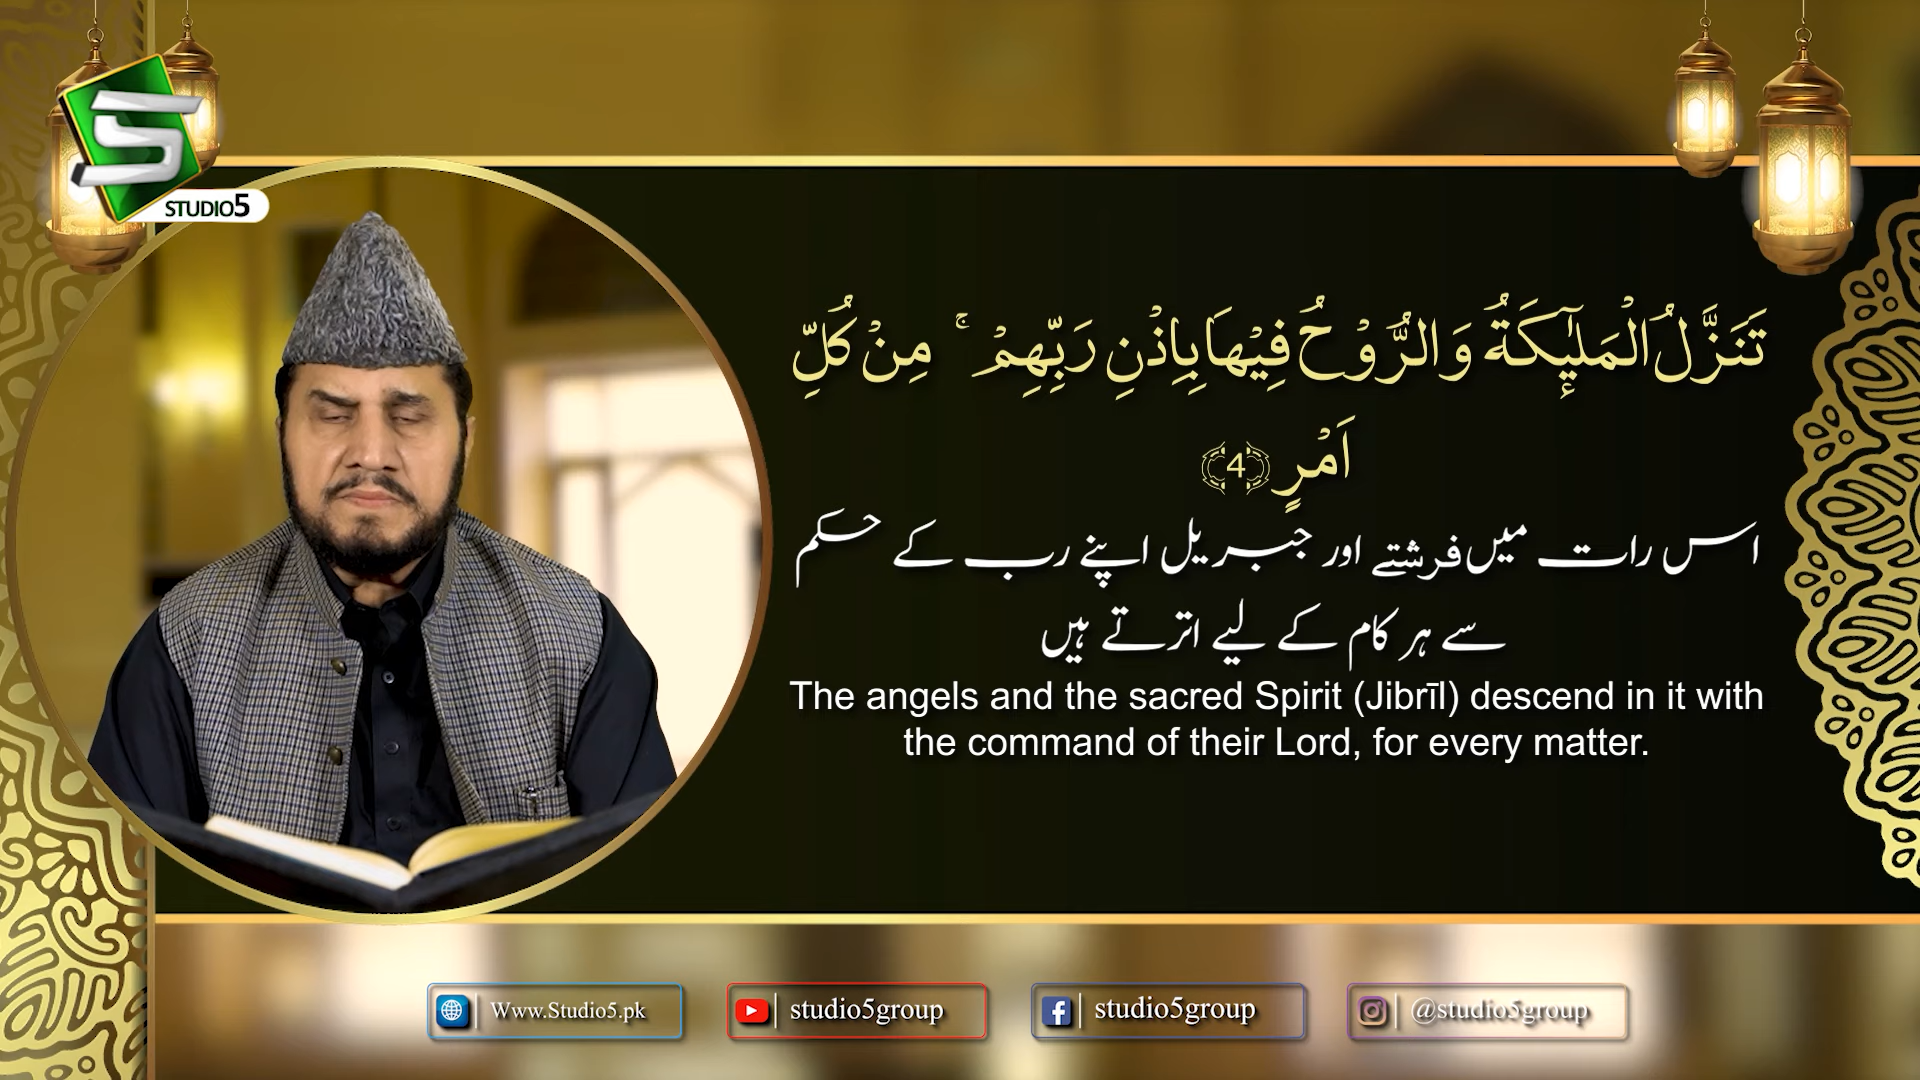 STUDIO5
تَنَزَّلُ الْمَلٰٓىِٕكَةُ وَ الرُّوْحُ فِیْهَا بِاِذْنِ رَبِّهِمْ ۚ مِنْ كُلِّ
اَمْرٍ ﴿4﴾
اس رات میں فرشتے اور جبریل اپنے رب کے حکم
سے ہر کام کے لیے اترتے ہیں
The angels and the sacred Spirit (Jibrīl) descend in it with
the command of their Lord, for every matter.
Www.Studio5.pk
studio5group
studio5group
@studio5group